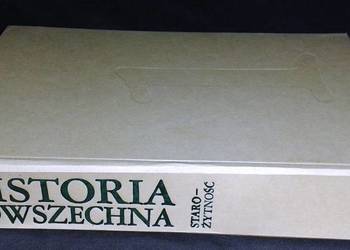 ISTORIA
OWSZECHNA
STARO-
ŻYTNOŚĆ